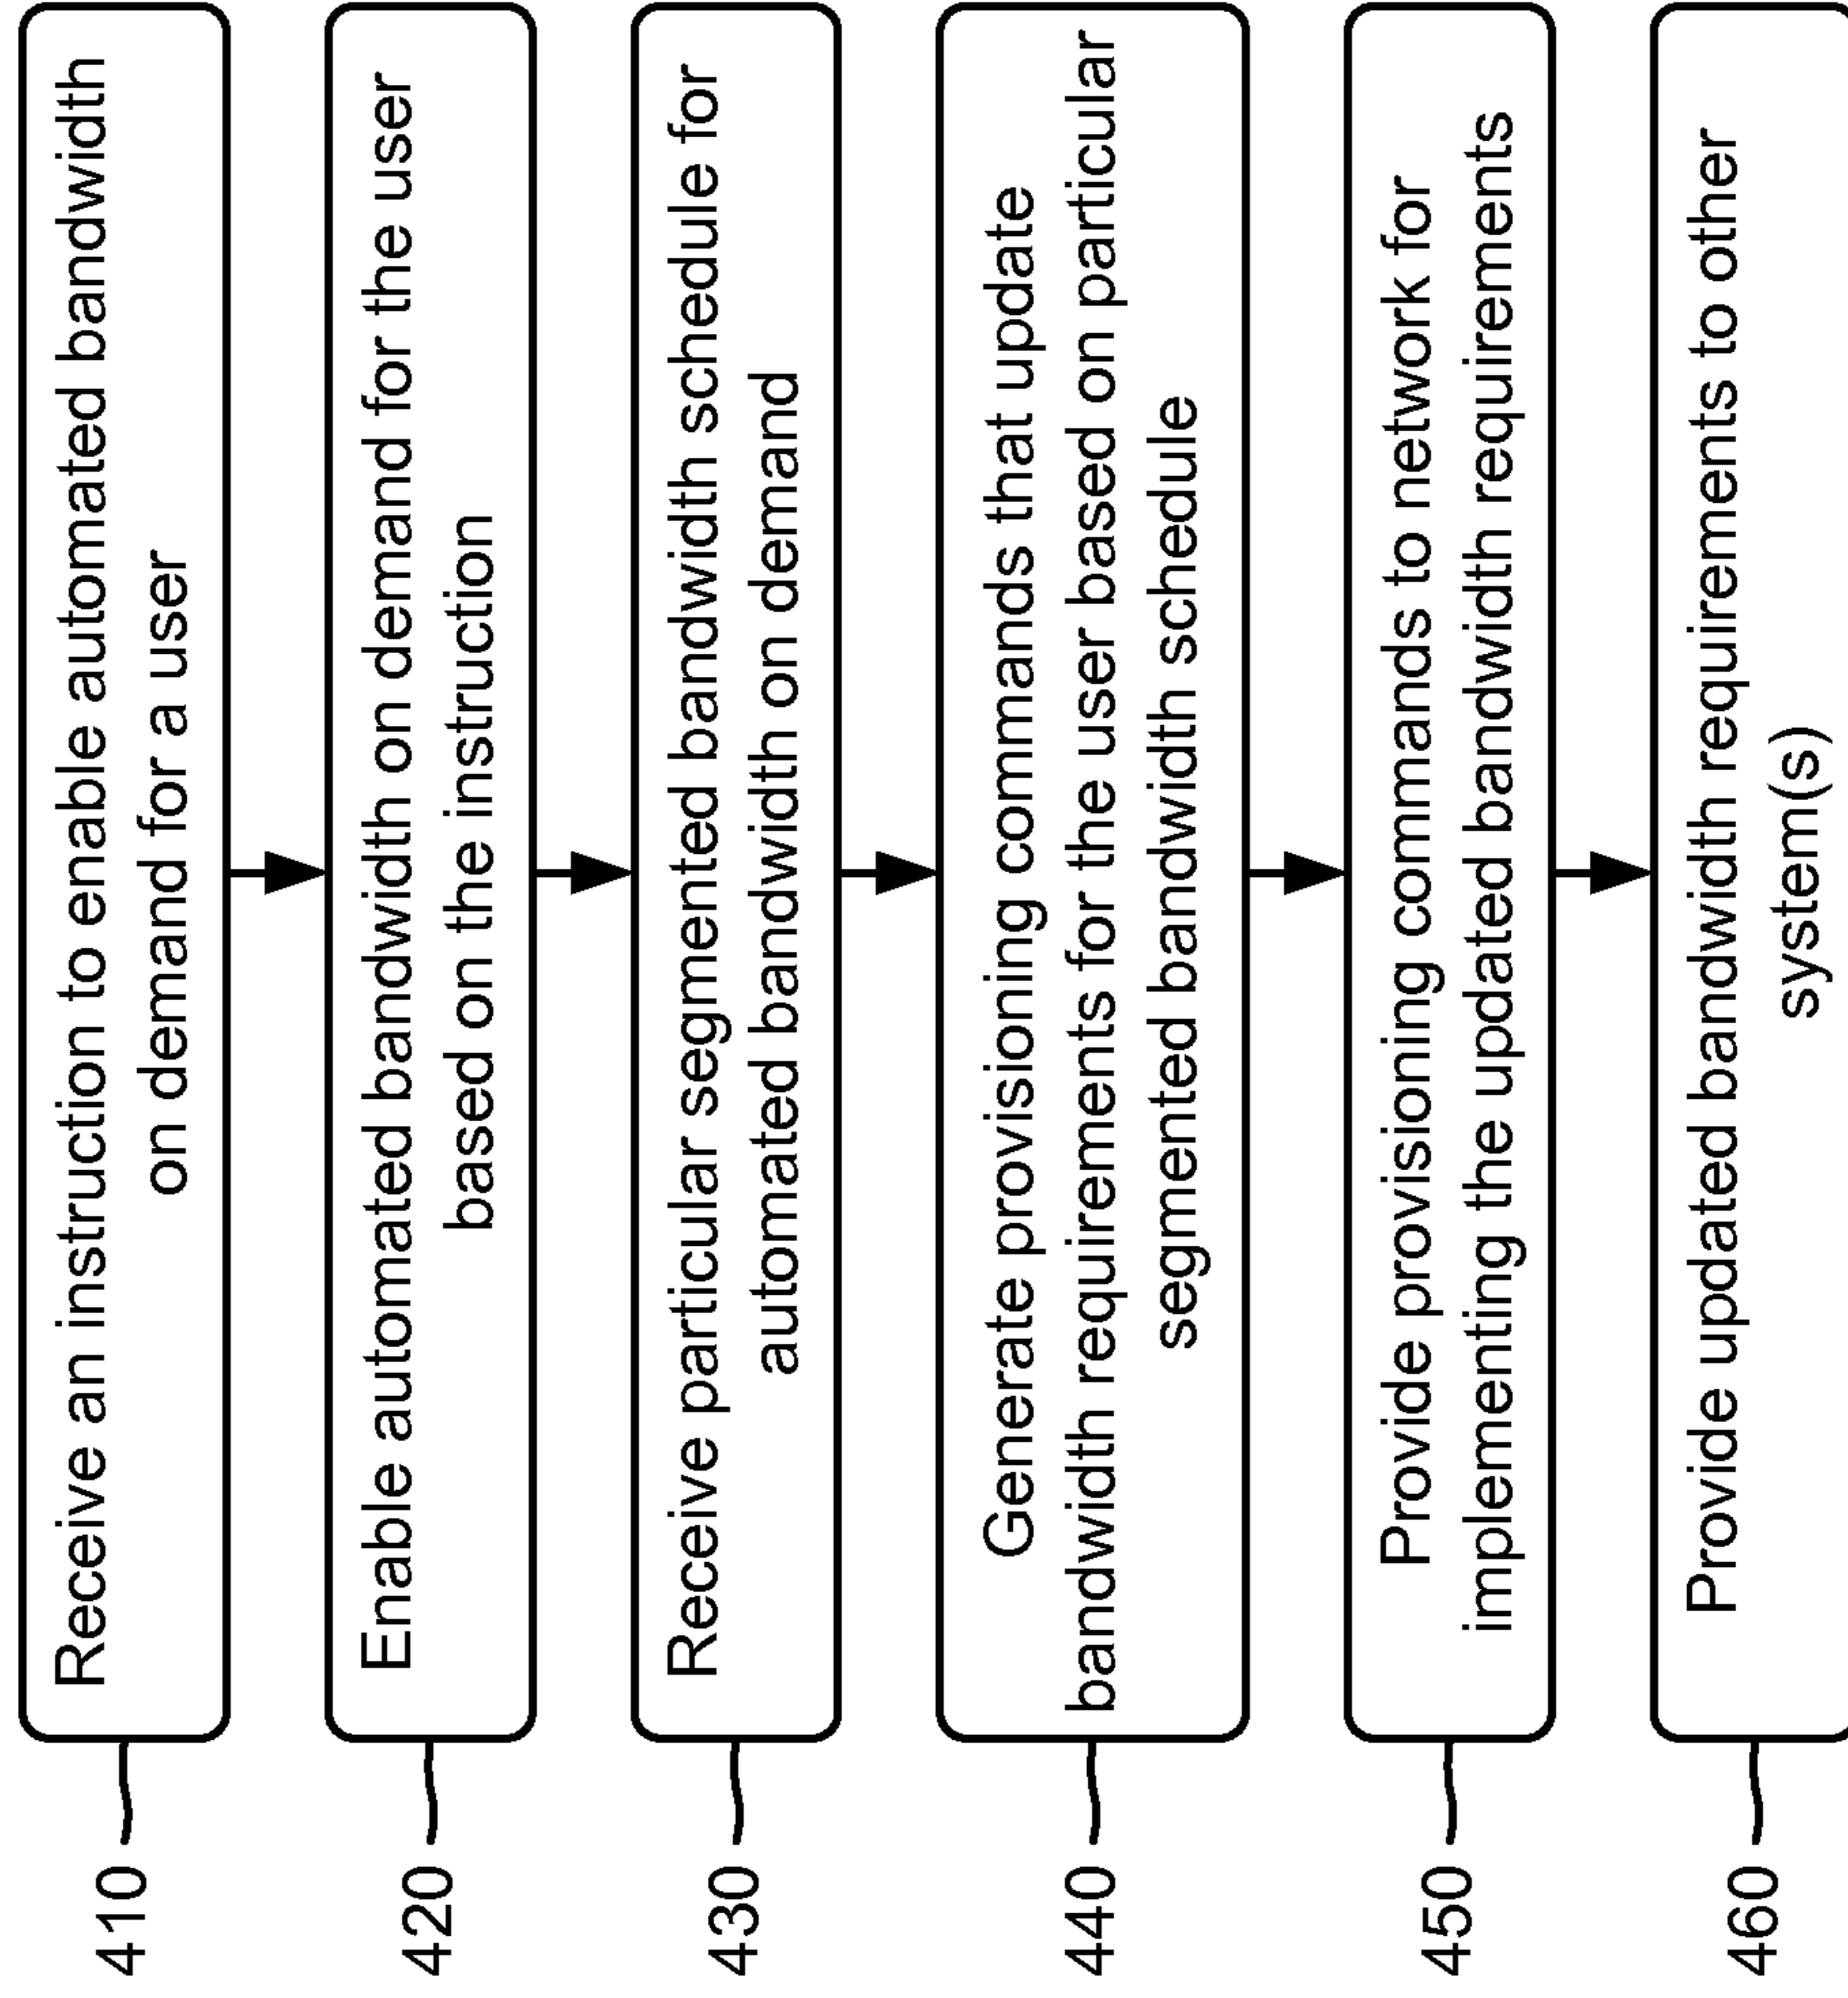 410
Receive an instruction to enable automated bandwidth
on demand for a user
420
Enable automated bandwidth on demand for the user
based on the instruction
430
Receive particular segmented bandwidth schedule for
automated bandwidth on demand
440
Generate provisioning commands that update
bandwidth requirements for the user based on particular
segmented bandwidth schedule
450
Provide provisioning commands to network for
implementing the updated bandwidth requirements
460
Provide updated bandwidth requirements to other
system(s)